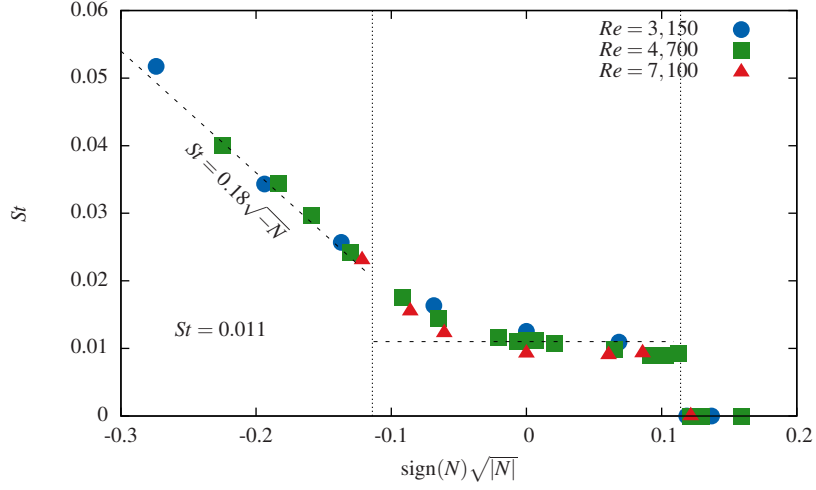 0.06
0.05
0.04
0.03
0.02
0.01
0
St
-0.3
-0.2
-0.1
0
0.1
0.2
sign(N)√|N|
Re = 3,150
Re = 4,700
Re = 7,100
St = 0.18√−N
St = 0.011